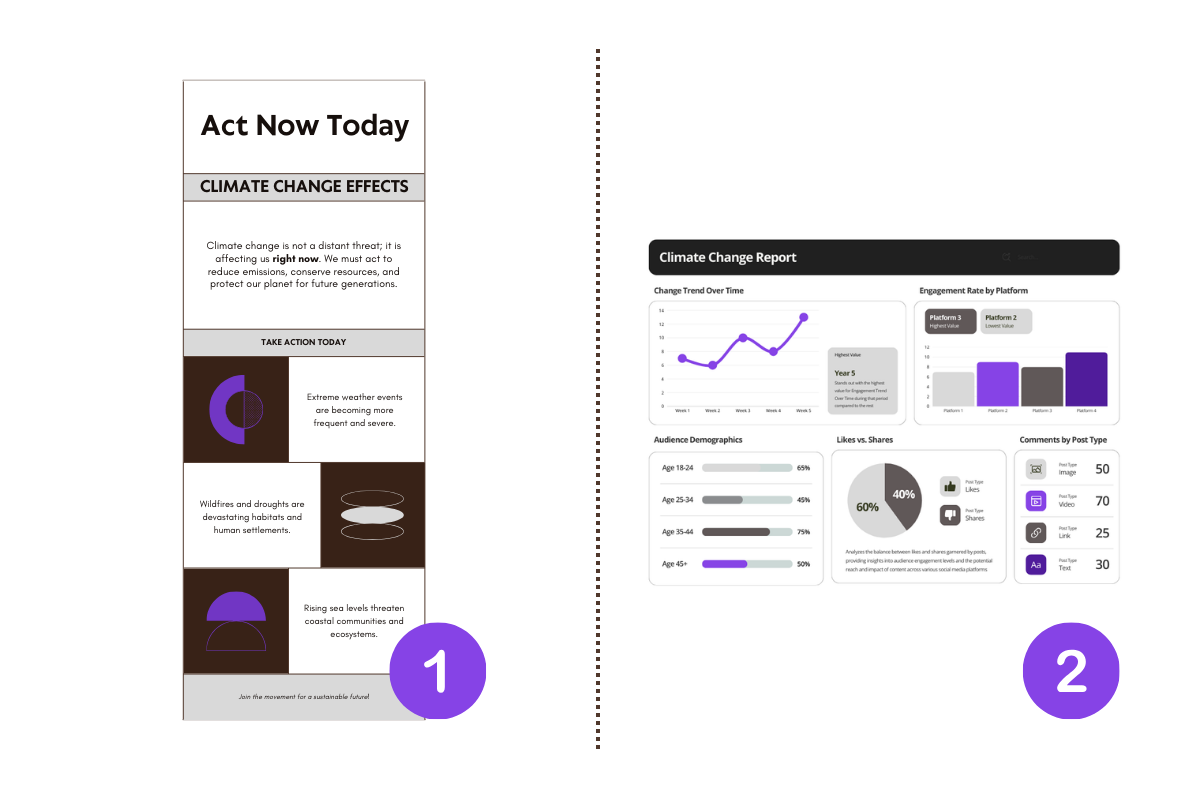 Act Now Today
CLIMATE CHANGE EFFECTS
Climate change is not a distant threat; it is
affecting us right now. We must act to
reduce emissions, conserve resources, and
protect our planet for future generations.
TAKE ACTION TODAY
Extreme weather events
are becoming more
frequent and severe.
Wildfires and droughts are
devastating habitats and
human settlements.
Rising sea levels threaten
coastal communities and
ecosystems.
Join the movement for a sustainable future!
1
Climate Change Report
Change Trend Over Time
14
12
10
8
6
4
2
0
Week 1 Week 2 Week 3 Week 4 Week 5
Highest Value
Year 5
Stands out with the highest
value for Engagement Trend
Over Time during that period
compared to the rest
Engagement Rate by Platform
Platform 3
Highest Value
Platform 2
Lowest Value
12
10
8
6
4
2
0
Platform 1 Platform 2 Platform 3 Platform 4
Audience Demographics
Age 18-24 65%
Age 25-34 45%
Age 35-44 75%
Age 45+ 50%
Likes vs. Shares
60%
40%
Post Type
Likes
Post Type
Shares
Analyzes the balance between likes and shares garnered by posts,
providing insights into audience engagement levels and the potential
reach and impact of content across various social media platforms
Comments by Post Type
Post Type
Image 50
Post Type
Video 70
Post Type
Link 25
Aa
Post Type
Text 30
2